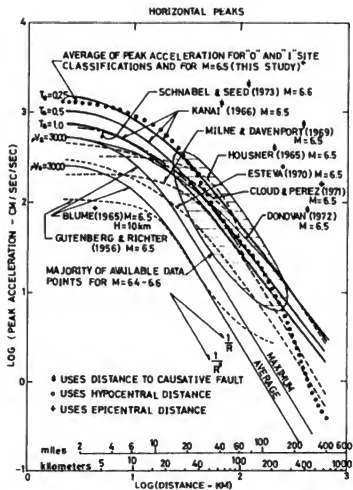 HORIZONTAL PEAKS
4
AVERAGE OF PEAK ACCELERATION FOR "0" AND "1" SITE
CLASSIFICATIONS AND FOR M=6.5 (THIS STUDY)
SCHNABEL & SEED (1973) M=6.6
KANAI (1966) M=6.5
MILNE & DAVENPORT (1969)
M=6.5
HOUSNER (1965) M=6.5
ESTEVA (1970) M=6.5
CLOUD & PEREZ (1971)
M=6.5
DONOVAN (1972)
M=6.5
T₀=0.25
T₀=0.5
T₀=1.0
3000
3000
3
2
1
0
-1
BLUME (1965) M=6.5
H=10km
GUTENBERG & RICHTER
(1956) M=6.5
MAJORITY OF AVAILABLE DATA
POINTS FOR M=6.4-6.6
1/R
MAXIMUM
AVERAGE
USES DISTANCE TO CAUSATIVE FAULT
USES HYPOCENTRAL DISTANCE
USES EPICENTRAL DISTANCE
LOG (PEAK ACCELERATION - CM/SEC/SEC)
miles 2 4 6 10 20 40 60 100 200 400 600
kilometers 5 10 20 50 100 200 1000
0 1 2 3
LOG(DISTANCE - KM)